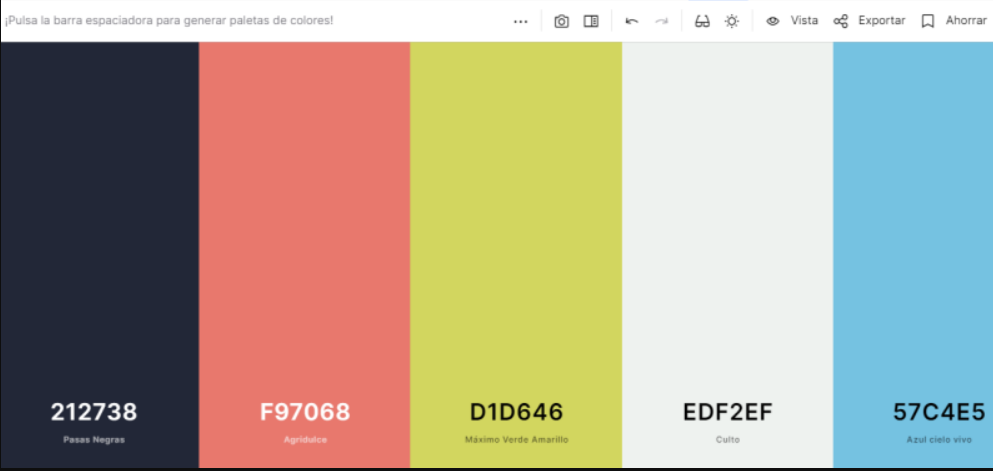 ¡Pulsa la barra espaciadora para generar paletas de colores!
Vista
Exportar
Ahorrar
212738
Pasas Negras
F97068
Agridulce
D1D646
Máximo Verde Amarillo
EDF2EF
Culto
57C4E5
Azul cielo vivo